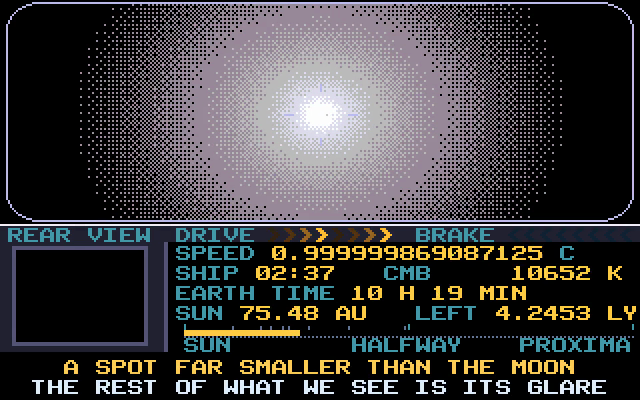 REAR VIEW DRIVE BRAKE
SPEED 0.999999869087125 C
SHIP 02:37 CMB 10652 K
EARTH TIME 10 H 19 MIN
SUN 75.48 AU LEFT 4.2453 LY
SUN HALFWAY PROXIMA
A SPOT FAR SMALLER THAN THE MOON
THE REST OF WHAT WE SEE IS ITS GLARE